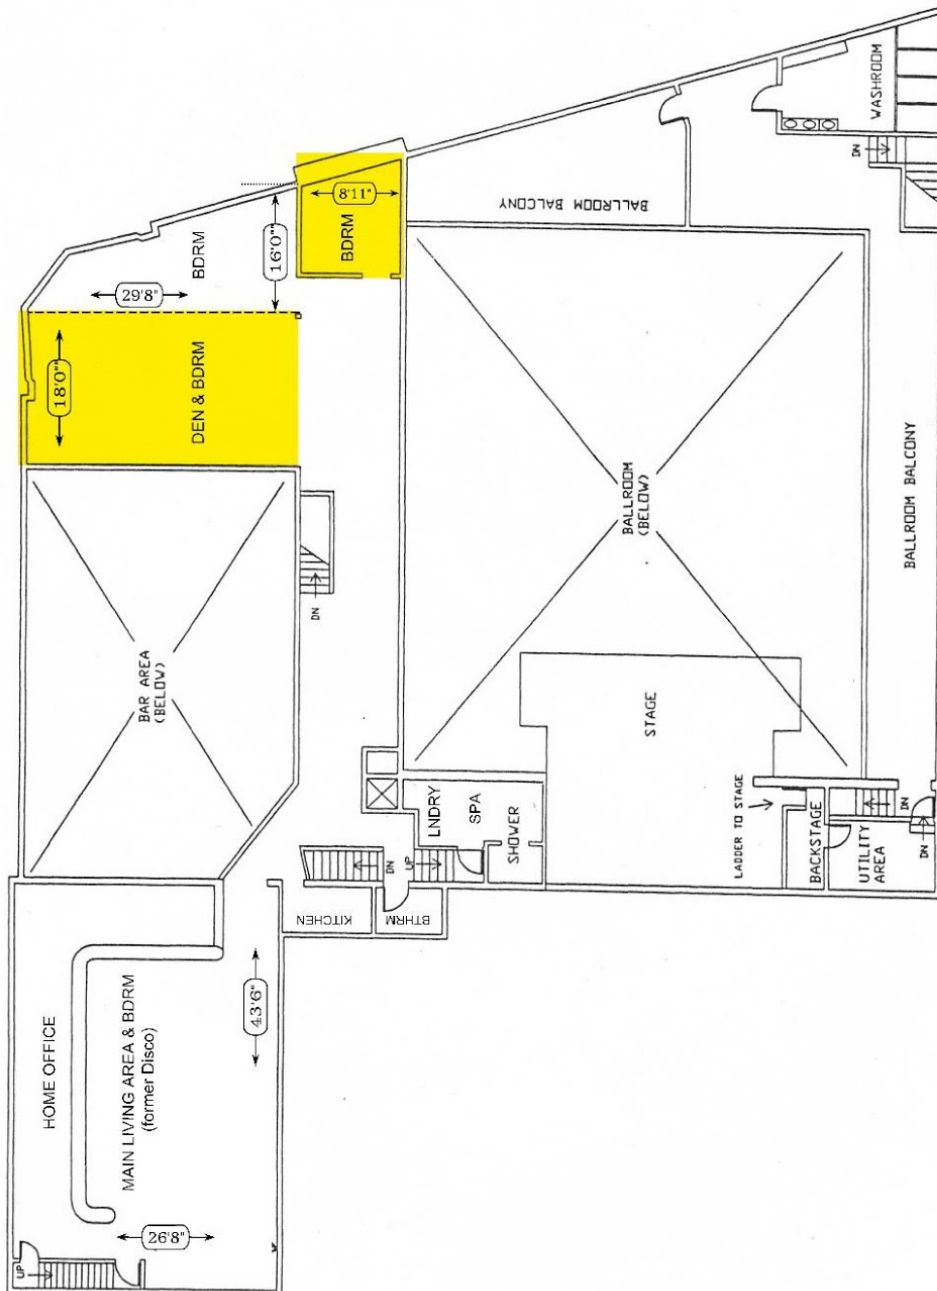 WASHROOM
DN
BALLROOM BALCONY
8'11"
BDRM
16'0"
BDRM
29'8"
18'0"
DEN & BDRM
BALLROOM
(BELOW)
BALLROOM BALCONY
DN
BAR AREA
(BELOW)
STAGE
LADDER TO STAGE
LNDRY
SPA
SHOWER
BACKSTAGE
UTILITY
AREA
DN
DN
DN
UP
KITCHEN
BTHRM
HOME OFFICE
MAIN LIVING AREA & BDRM
(former Disco)
43'6"
26'8"
UP